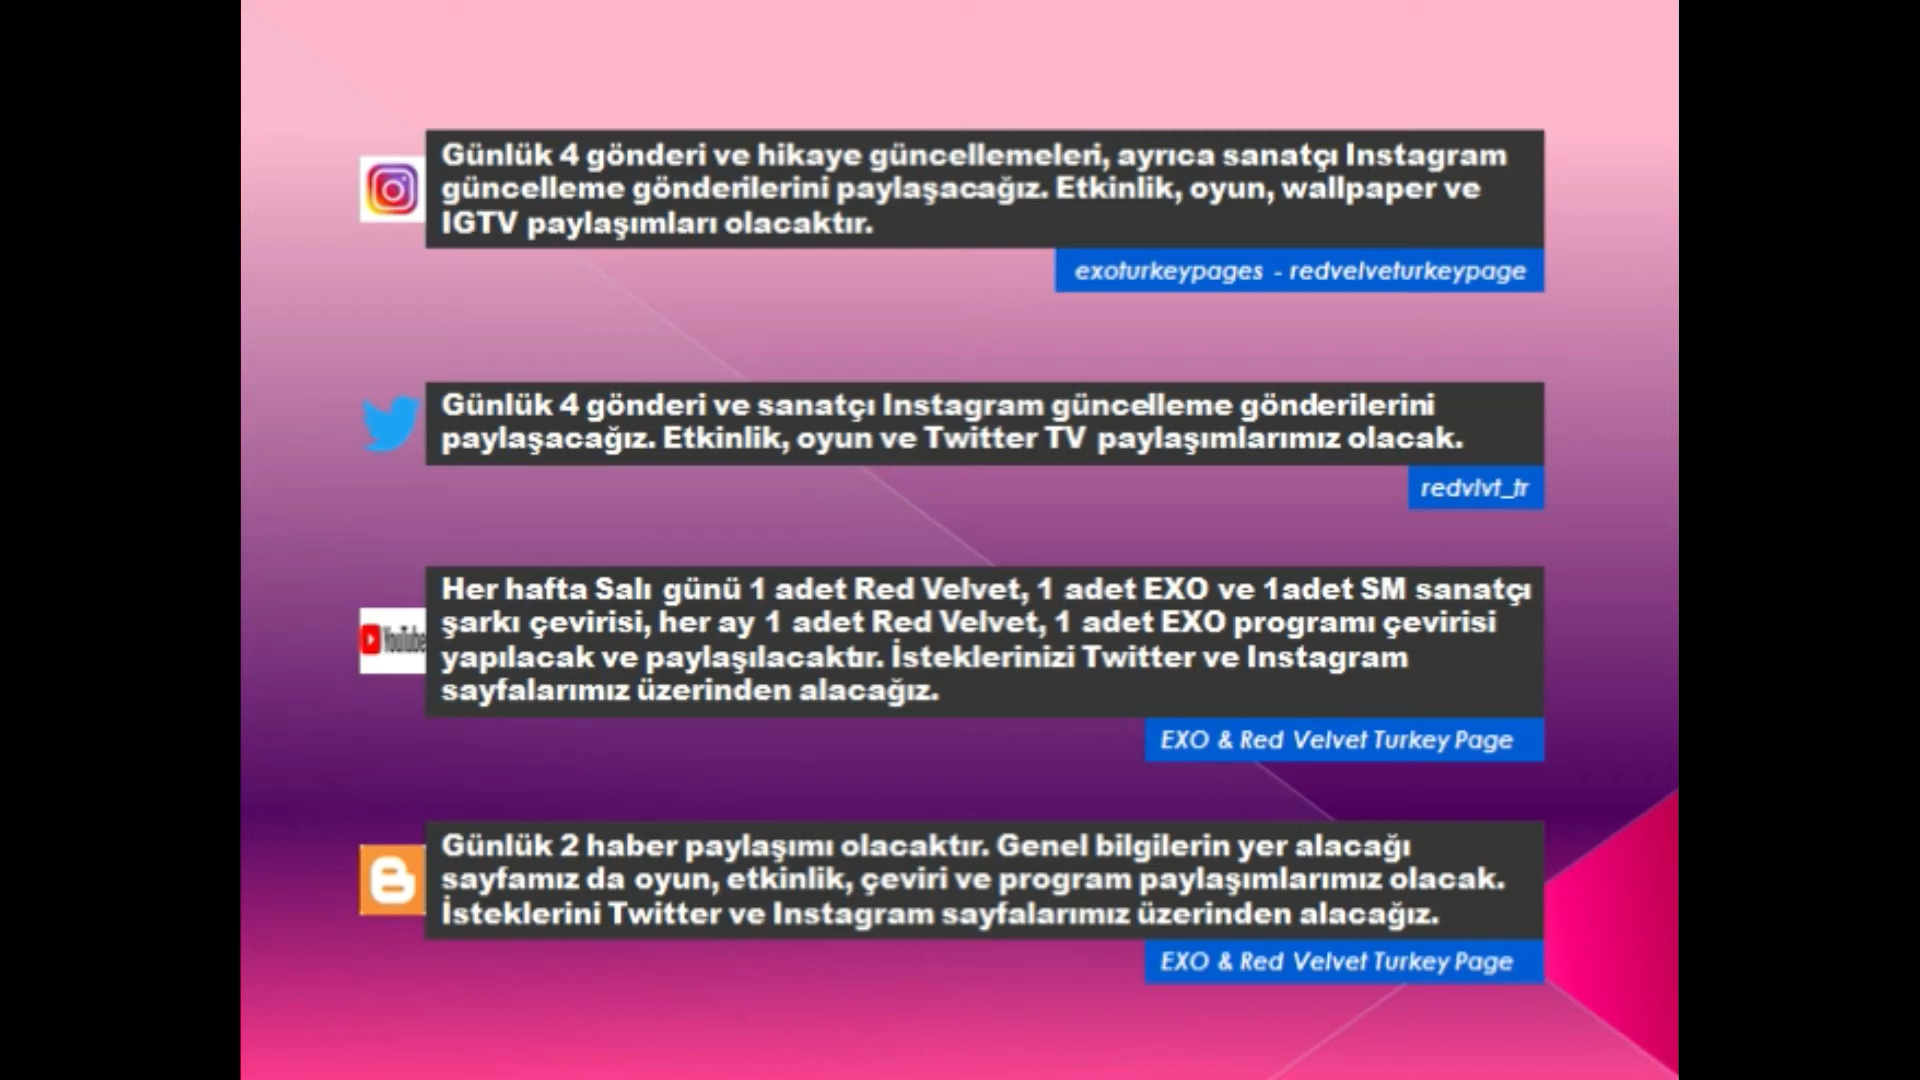 Günlük 4 gönderi ve hikaye güncellemeleri, ayrıca sanatçı Instagram
güncelleme gönderilerini paylaşacağız. Etkinlik, oyun, wallpaper ve
IGTV paylaşımları olacaktır.
exoturkeypages - redvelveturkeypage
Günlük 4 gönderi ve sanatçı Instagram güncelleme gönderilerini
paylaşacağız. Etkinlik, oyun ve Twitter TV paylaşımlarımız olacak.
redvlvt_tr
Her hafta Salı günü 1 adet Red Velvet, 1 adet EXO ve 1adet SM sanatçı
şarkı çevirisi, her ay 1 adet Red Velvet, 1 adet EXO programı çevirisi
YouTube
yapılacak ve paylaşılacaktır. İsteklerinizi Twitter ve Instagram
sayfalarımız üzerinden alacağız.
EXO & Red Velvet Turkey Page
Günlük 2 haber paylaşımı olacaktır. Genel bilgilerin yer alacağı
sayfamız da oyun, etkinlik, çeviri ve program paylaşımlarımız olacak.
İsteklerini Twitter ve Instagram sayfalarımız üzerinden alacağız.
EXO & Red Velvet Turkey Page